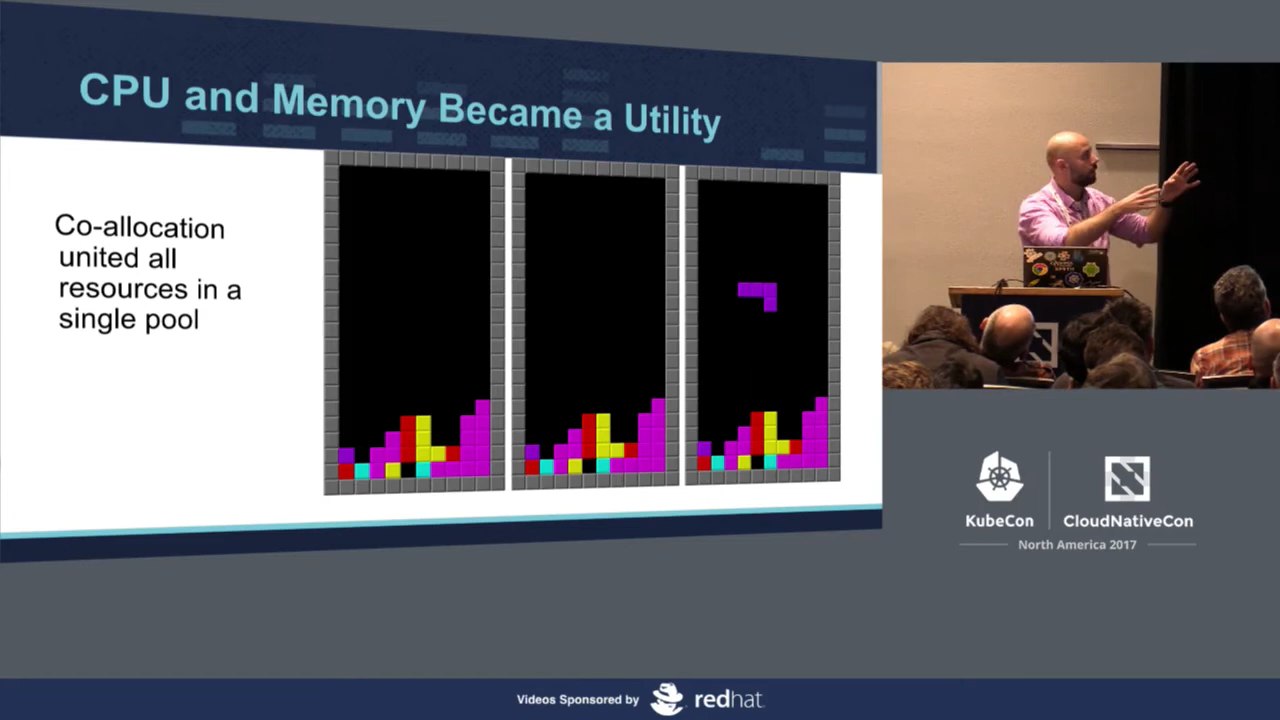 CPU and Memory Became a Utility
Co-allocation
united all
resources in a
single pool
KubeCon
CloudNativeCon
North America 2017
Videos Sponsored by
redhat